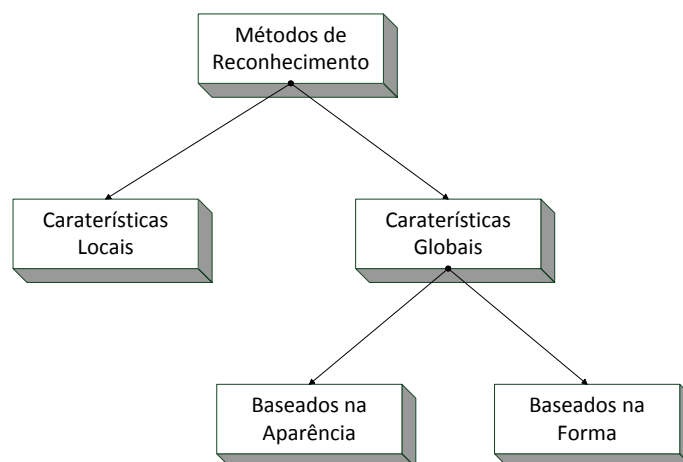 Métodos de
Reconhecimento
Caraterísticas
Locais
Caraterísticas
Globais
Baseados na
Aparência
Baseados na
Forma